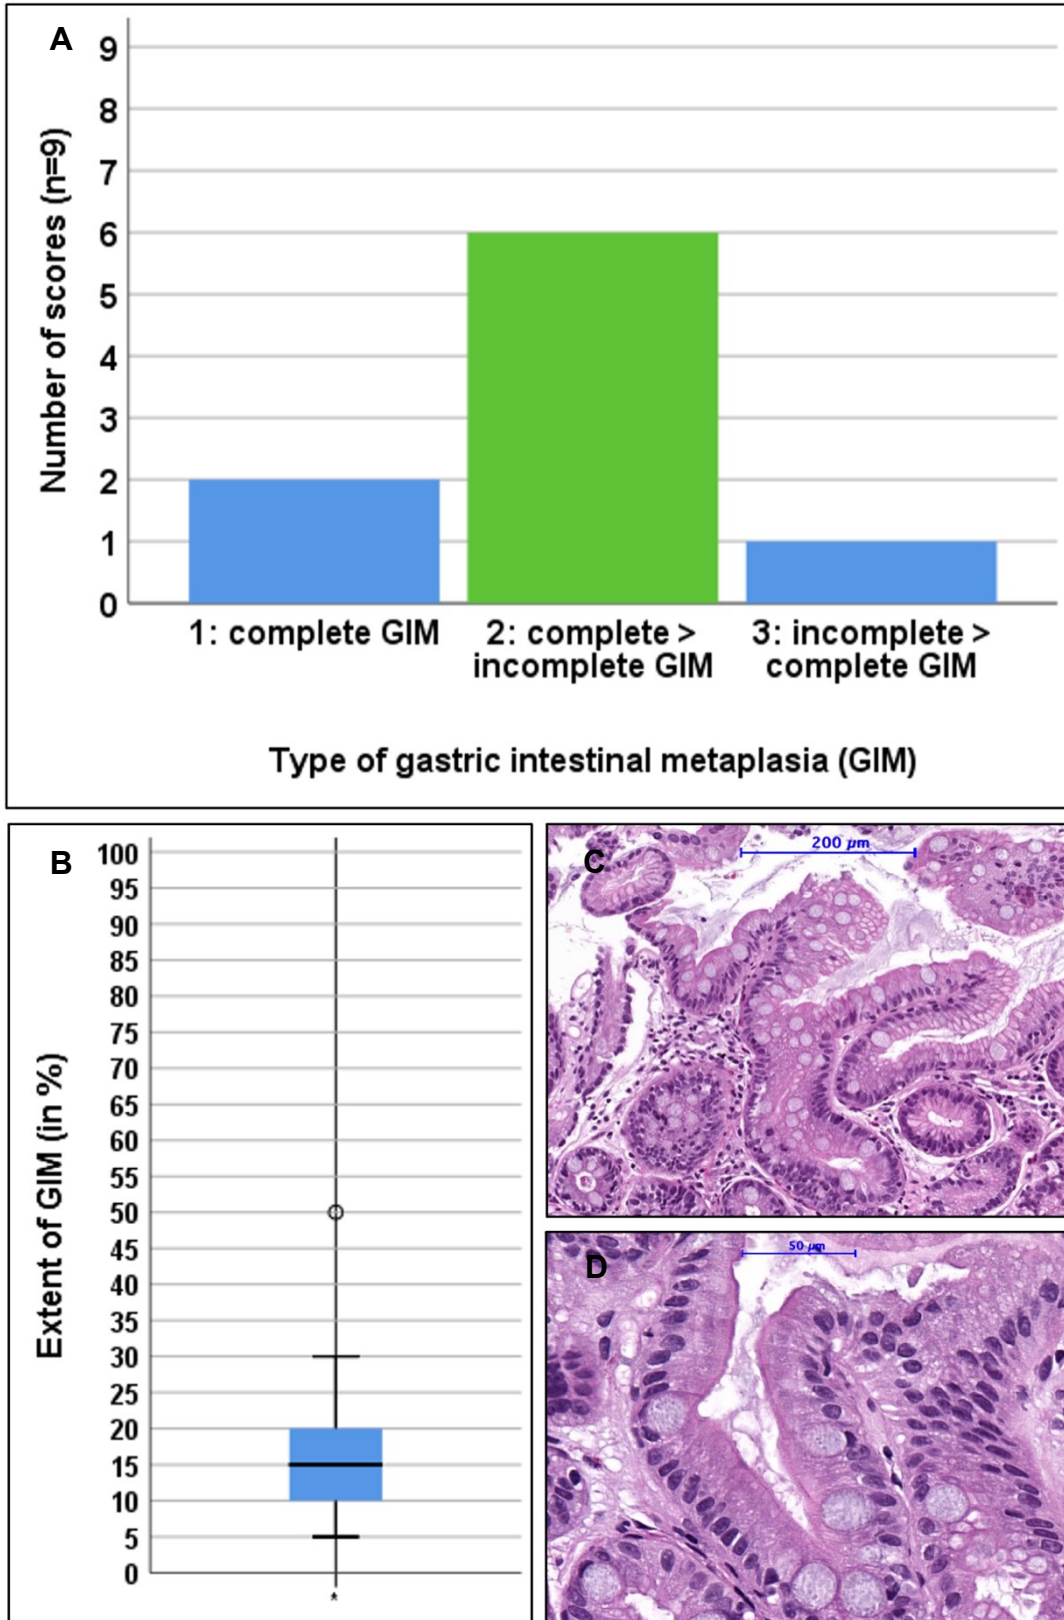 A
9
8
7
6
5
4
3
2
1
0
Number of scores (n=9)
1: complete GIM
2: complete >
incomplete GIM
3: incomplete >
complete GIM
Type of gastric intestinal metaplasia (GIM)
B
100
95
90
85
80
75
70
65
60
55
50
45
40
35
30
25
20
15
10
5
0
Extent of GIM (in %)
*
C
200 µm
D
50 µm